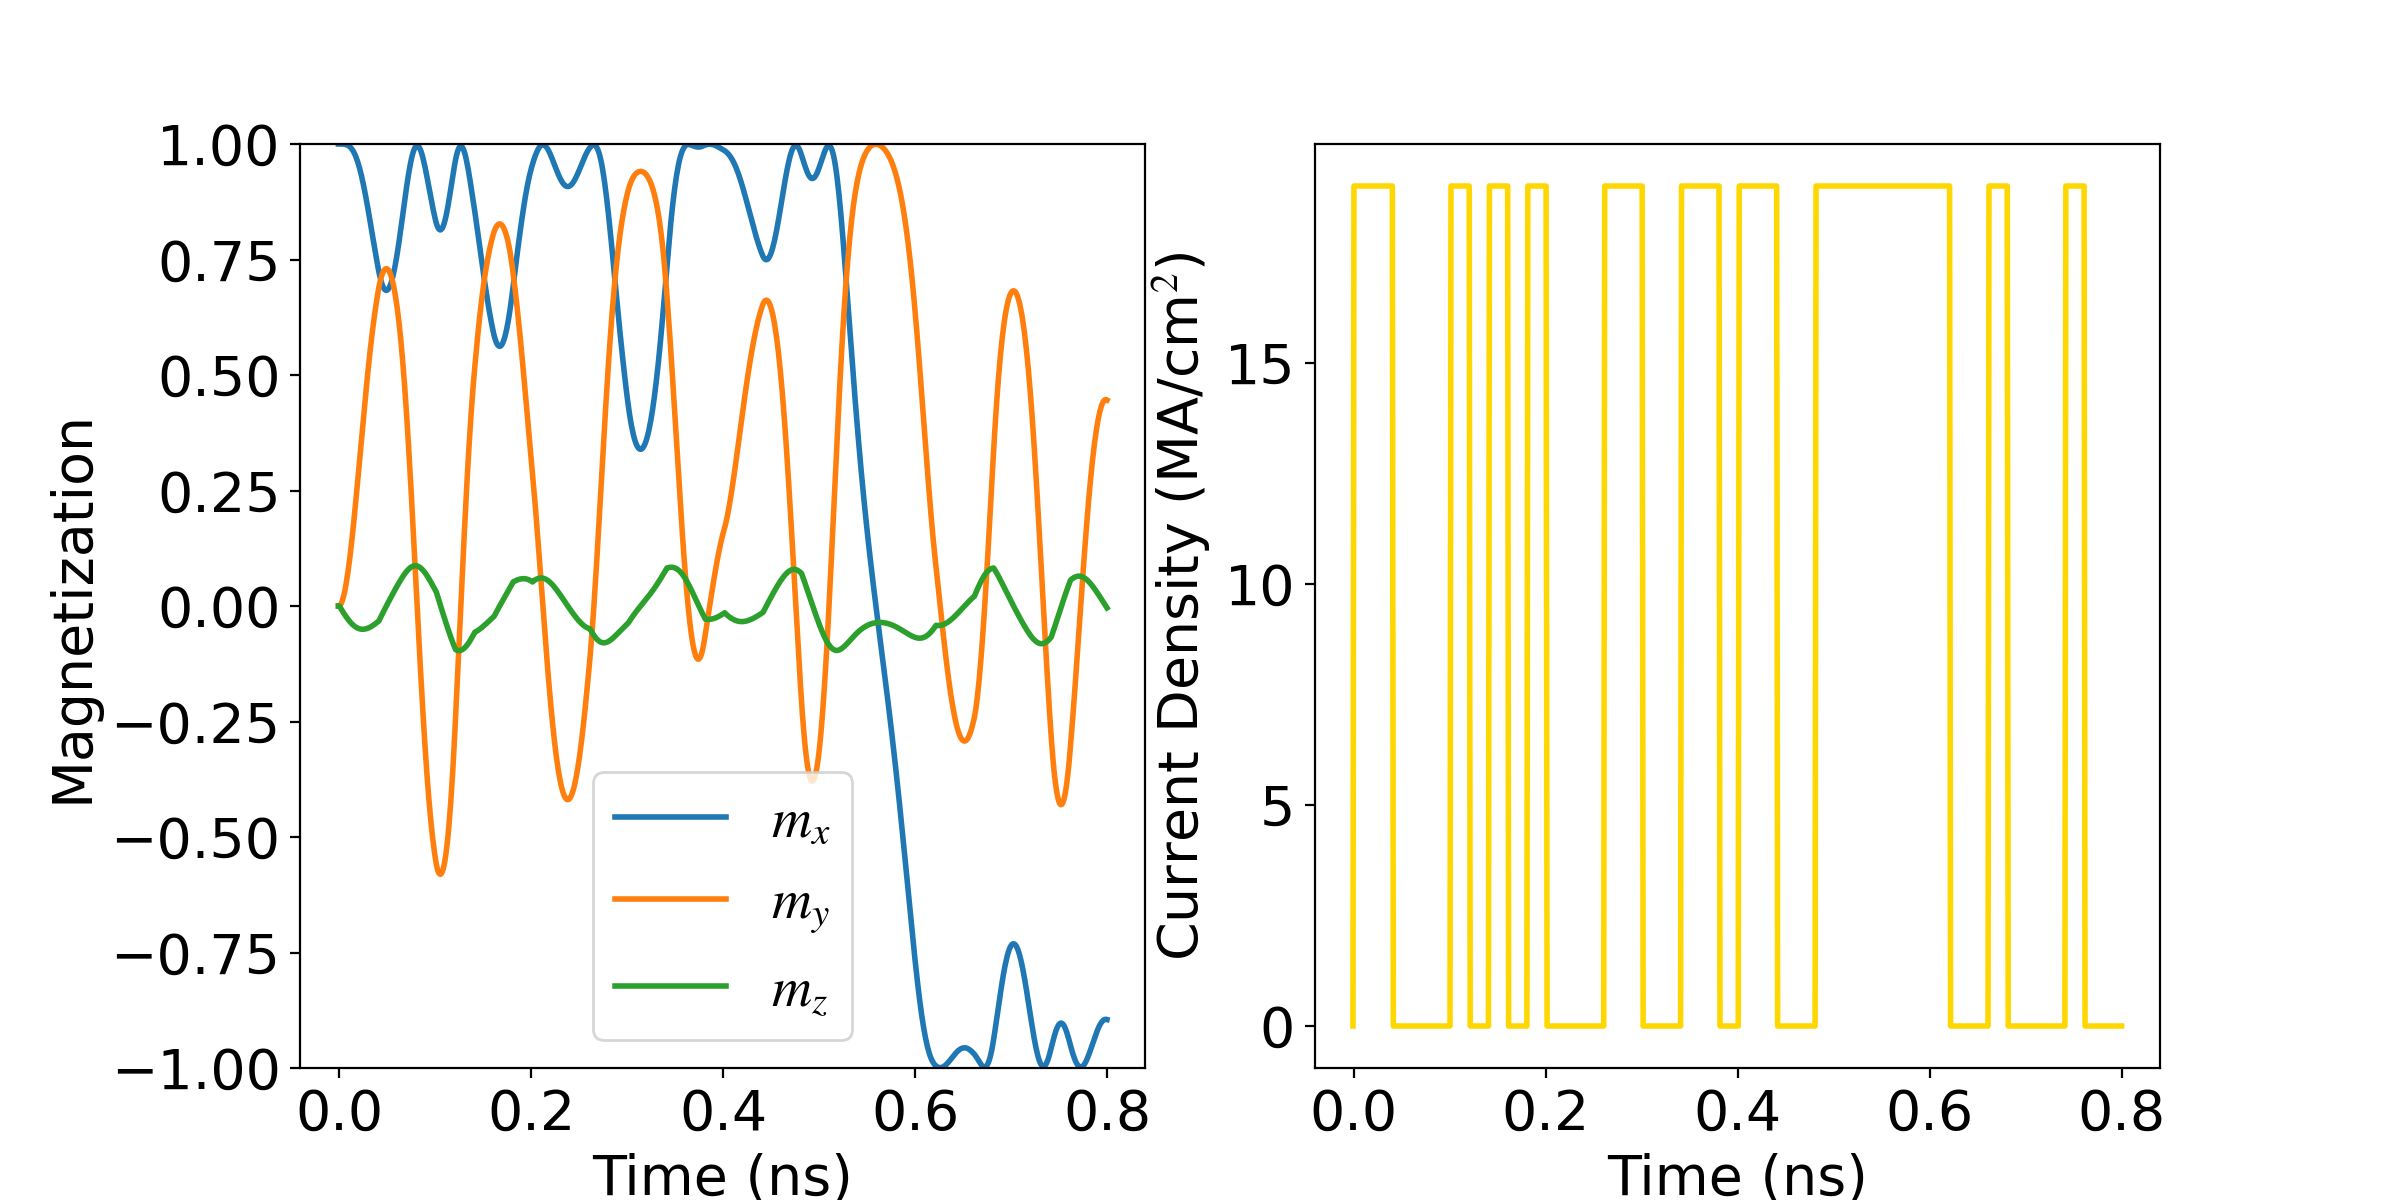 1.00
0.75
0.50
0.25
0.00
−0.25
−0.50
−0.75
−1.00
Magnetization
0.0 0.2 0.4 0.6 0.8
Time (ns)
m_x
m_y
m_z
Current Density (MA/cm²)
15
10
5
0
0.0 0.2 0.4 0.6 0.8
Time (ns)